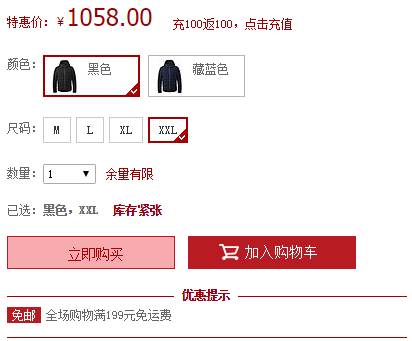 特惠价: ¥ 1058.00 充100返100，点击充值
颜色: 黑色 藏蓝色
尺码: M L XL XXL
数量: 1 余量有限
已选: 黑色，XXL 库存紧张
立即购买 加入购物车
优惠提示
免邮 全场购物满199元免运费